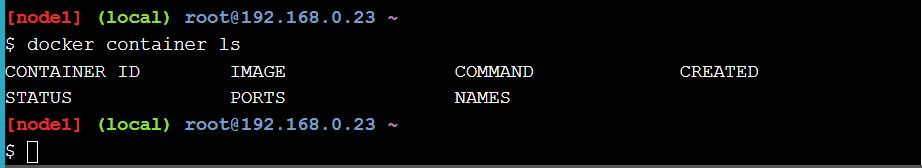 [node1] (local) root@192.168.0.23 ~
$ docker container ls
CONTAINER ID        IMAGE               COMMAND             CREATED
STATUS              PORTS               NAMES
[node1] (local) root@192.168.0.23 ~
$